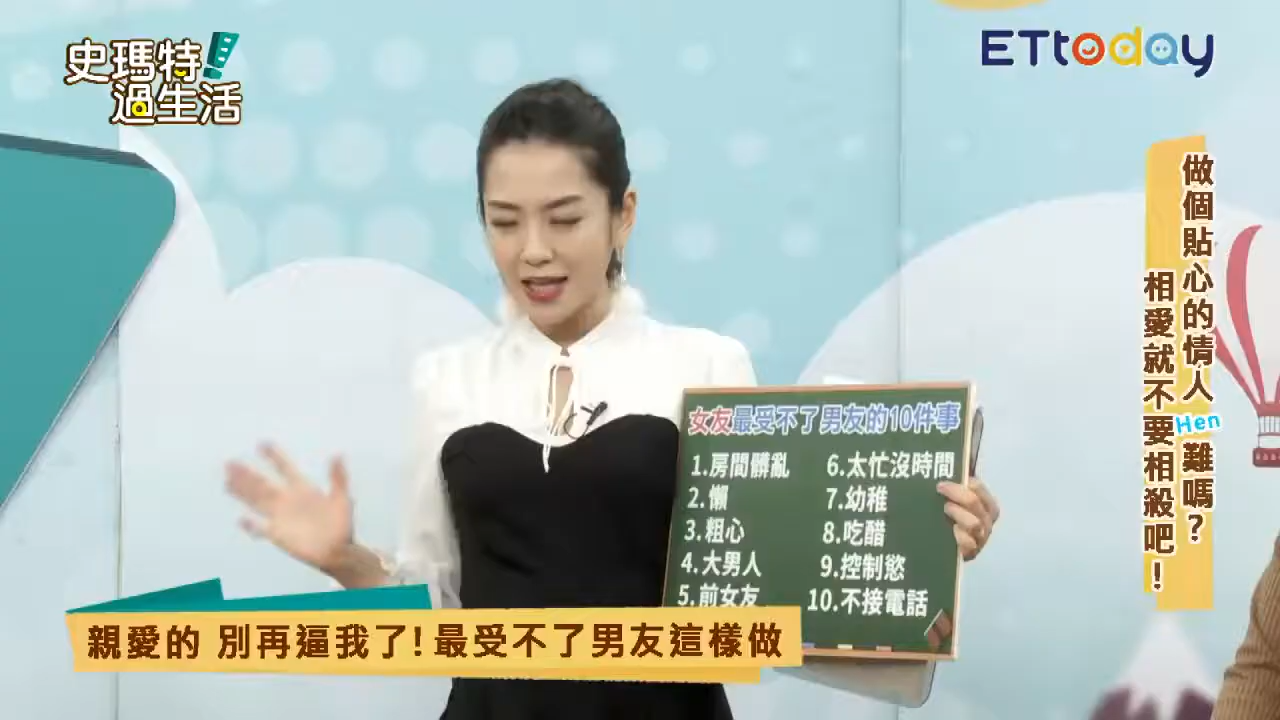 史瑪特
過生活
ETtoday
做個貼心的情人Hen難嗎？
相愛就不要相殺吧！
女友最受不了男友的10件事
1.房間髒亂
2.懶
3.粗心
4.大男人
5.前女友
6.太忙沒時間
7.幼稚
8.吃醋
9.控制慾
10.不接電話
親愛的 別再逼我了!最受不了男友這樣做